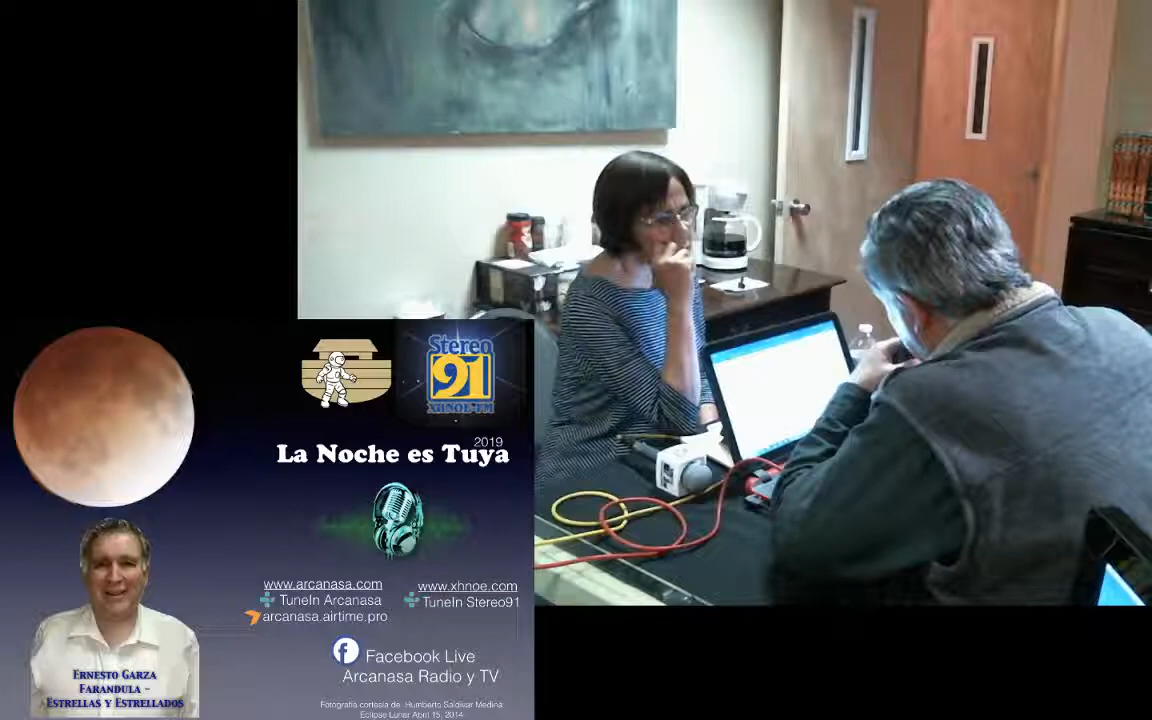 Stereo
91
XHNOE-FM
2019
La Noche es Tuya
www.arcanasa.com
TuneIn Arcanasa
arcanasa.airtime.pro
www.xhnoe.com
TuneIn Stereo91
Facebook Live
Arcanasa Radio y TV
ERNESTO GARZA
FARANDULA -
ESTRELLAS Y ESTRELLADOS
Fotografía cortesía de Humberto Saldivar Medina
Eclipse Lunar Abril 15, 2014